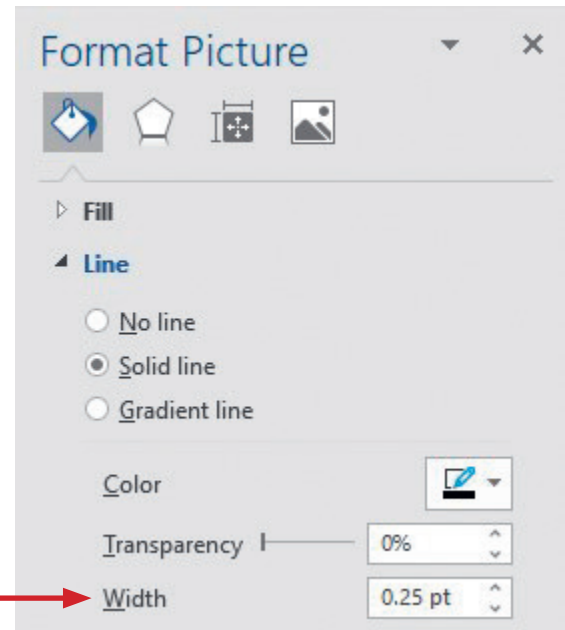 Format Picture
Fill
Line
No line
Solid line
Gradient line
Color
Transparency 0%
Width 0.25 pt